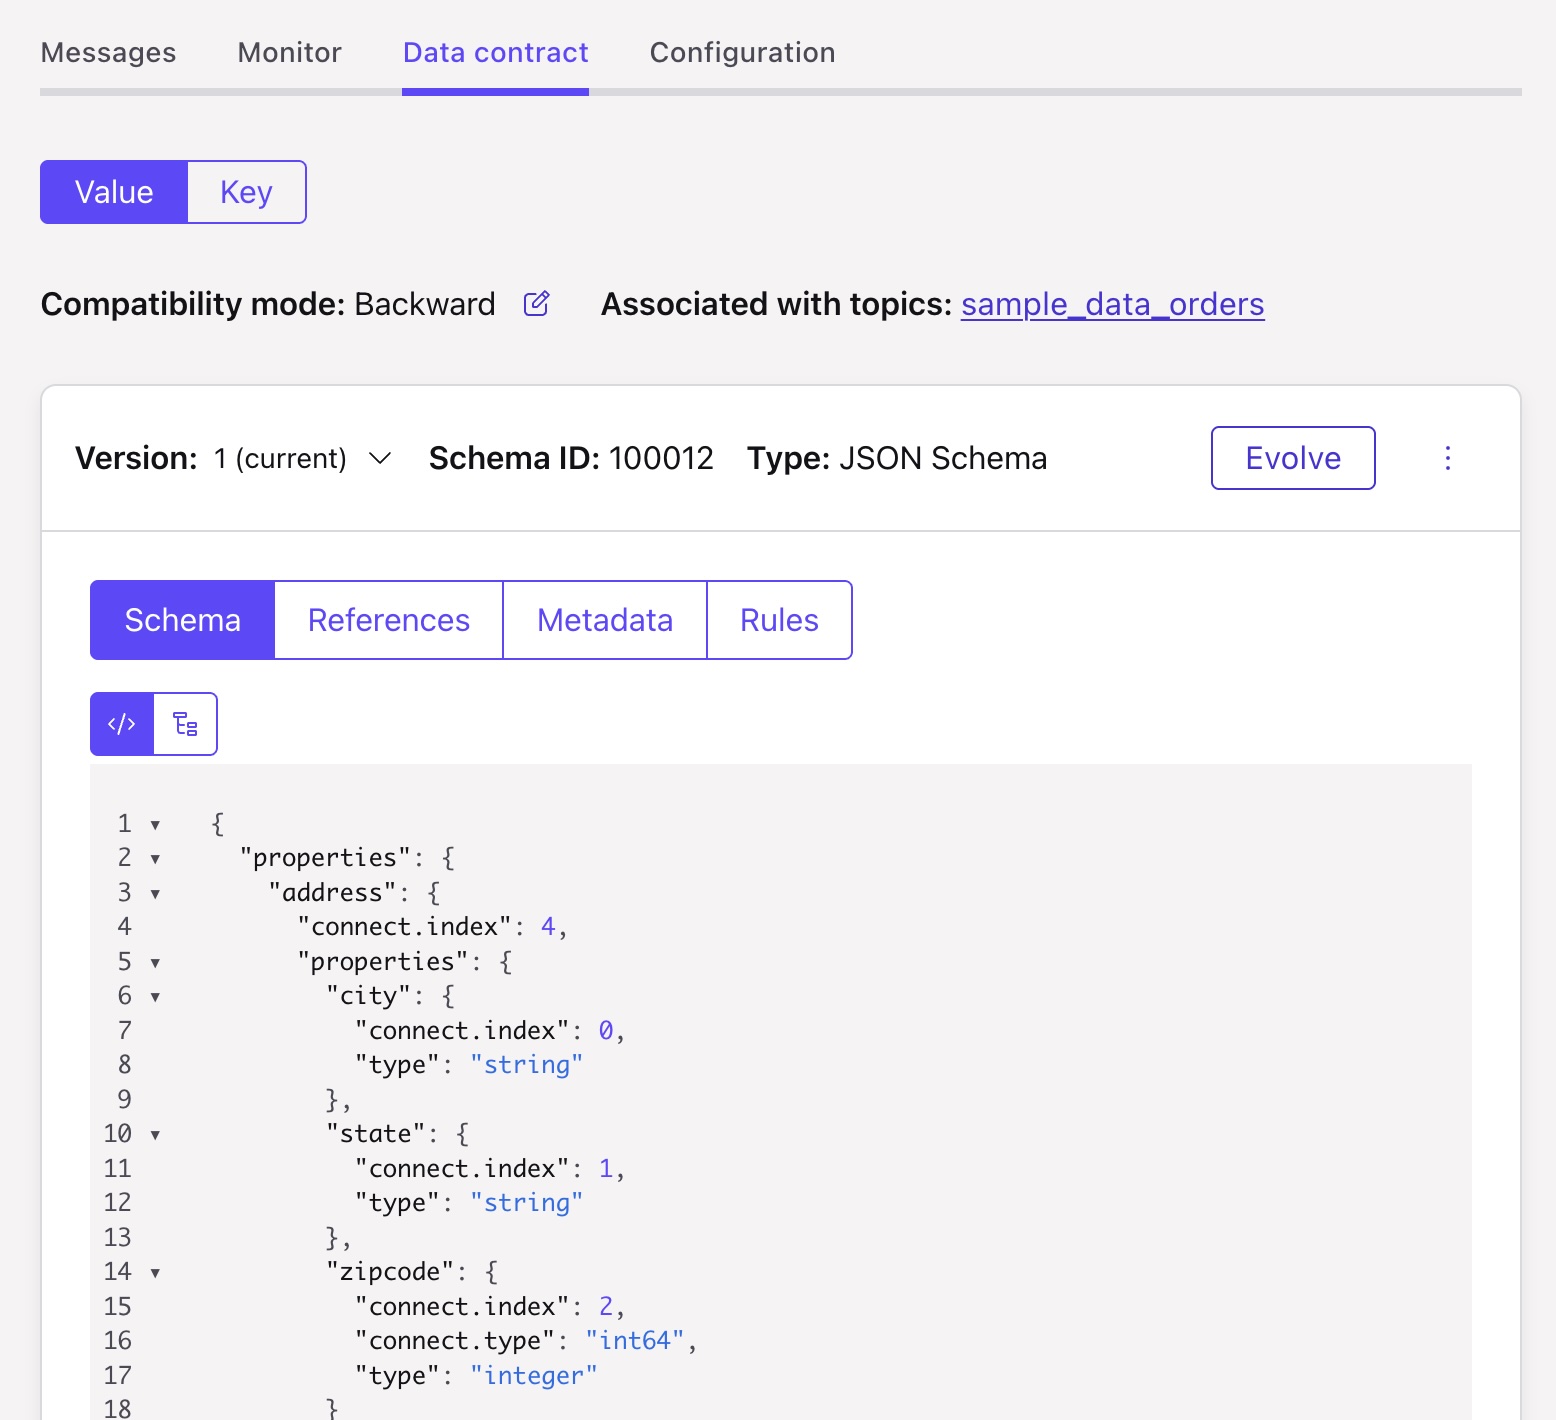 Messages Monitor Data contract Configuration
Value Key
Compatibility mode: Backward Associated with topics: sample_data_orders
Version: 1 (current) Schema ID: 100012 Type: JSON Schema Evolve
Schema References Metadata Rules
</>
1 {
2   "properties": {
3     "address": {
4       "connect.index": 4,
5       "properties": {
6         "city": {
7           "connect.index": 0,
8           "type": "string"
9         },
10         "state": {
11           "connect.index": 1,
12           "type": "string"
13         },
14         "zipcode": {
15           "connect.index": 2,
16           "connect.type": "int64",
17           "type": "integer"
18         }